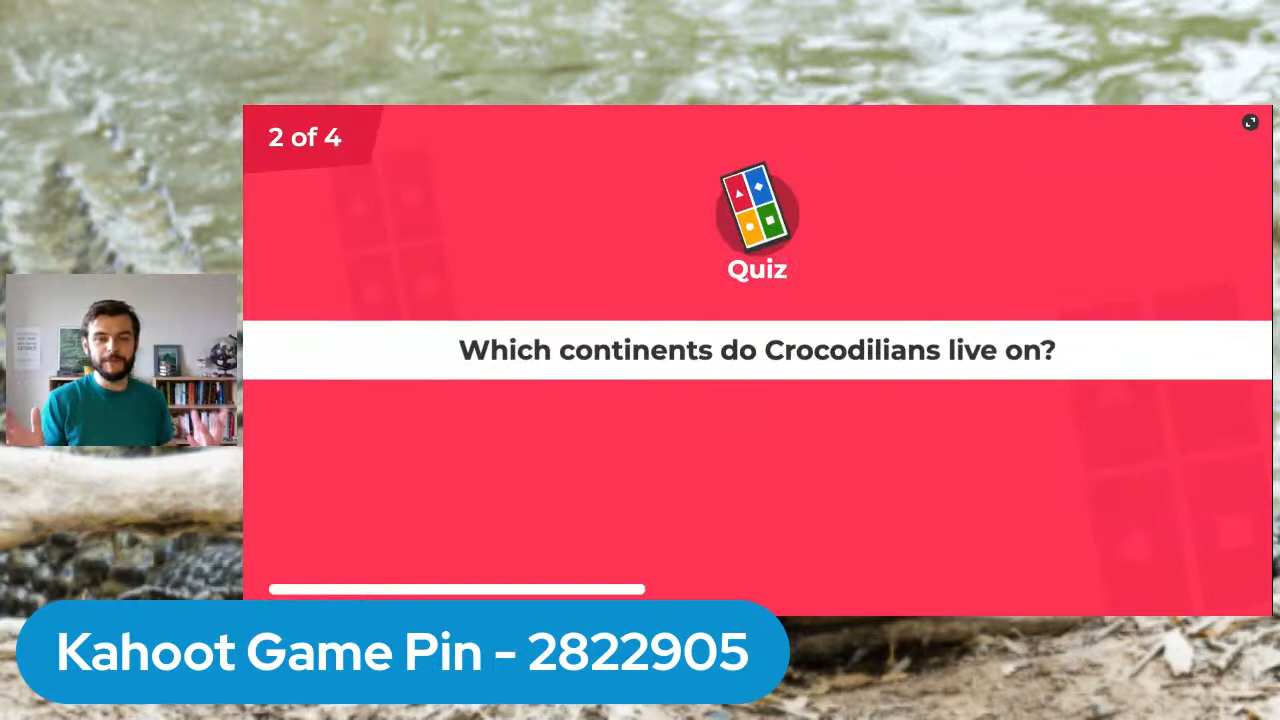 2 of 4
Quiz
Which continents do Crocodilians live on?
Kahoot Game Pin - 2822905